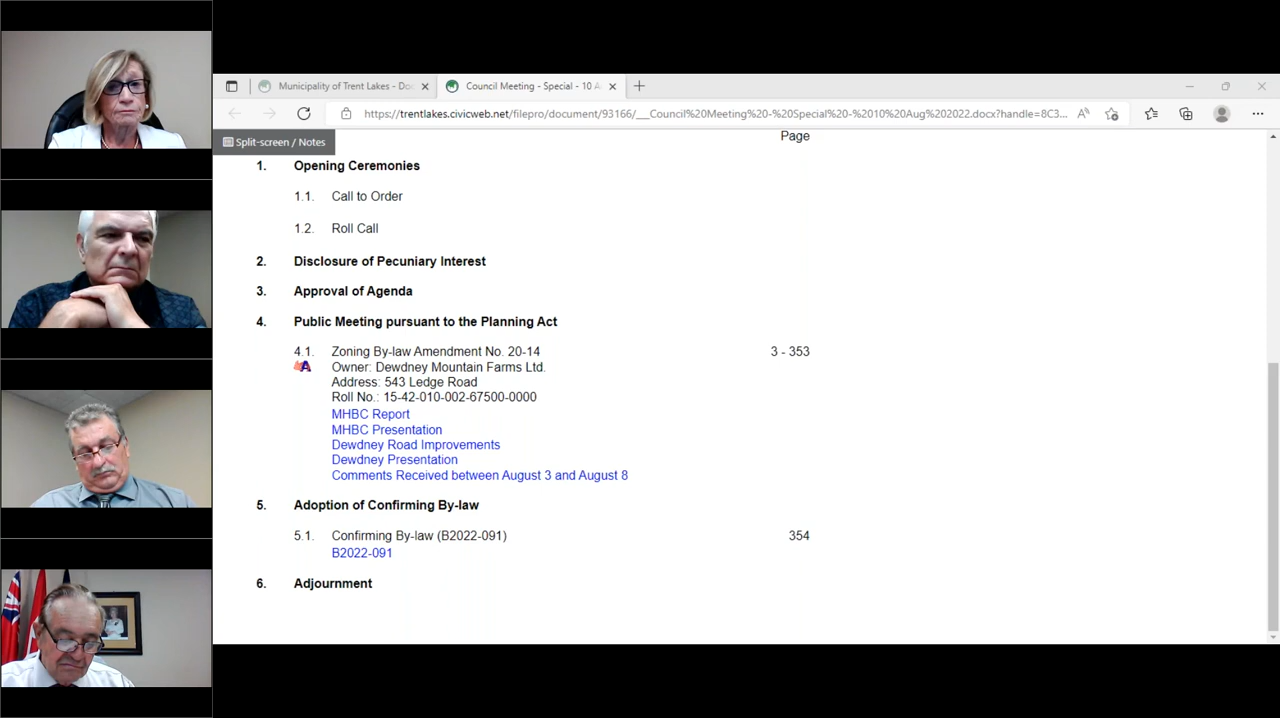 Municipality of Trent Lakes - Do
Council Meeting - Special - 10 A
https://trentlakes.civicweb.net/filepro/document/93166/___Council%20Meeting%20-%20Special%20-%2010%20Aug%202022.docx?handle=8C3...
Split-screen / Notes
Page
1. Opening Ceremonies
1.1. Call to Order
1.2. Roll Call
2. Disclosure of Pecuniary Interest
3. Approval of Agenda
4. Public Meeting pursuant to the Planning Act
4.1. Zoning By-law Amendment No. 20-14 3 - 353
Owner: Dewdney Mountain Farms Ltd.
Address: 543 Ledge Road
Roll No.: 15-42-010-002-67500-0000
MHBC Report
MHBC Presentation
Dewdney Road Improvements
Dewdney Presentation
Comments Received between August 3 and August 8
5. Adoption of Confirming By-law
5.1. Confirming By-law (B2022-091) 354
B2022-091
6. Adjournment